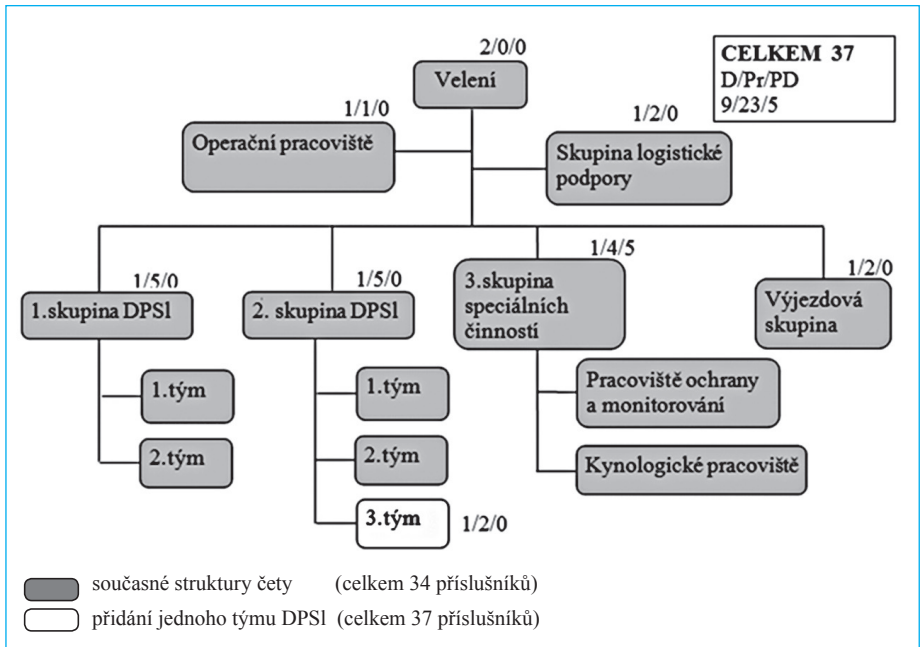 2/0/0
Velení
CELKEM 37
D/Pr/PD
9/23/5
1/1/0
Operační pracoviště
1/2/0
Skupina logistické
podpory
1/5/0
1.skupina DPSl
1/5/0
2. skupina DPSl
1/4/5
3.skupina
speciálních
činností
1/2/0
Výjezdová
skupina
1.tým
2.tým
1.tým
2.tým
3.tým
1/2/0
Pracoviště ochrany
a monitorování
Kynologické pracoviště
současné struktury čety (celkem 34 příslušníků)
přidání jednoho týmu DPSl (celkem 37 příslušníků)